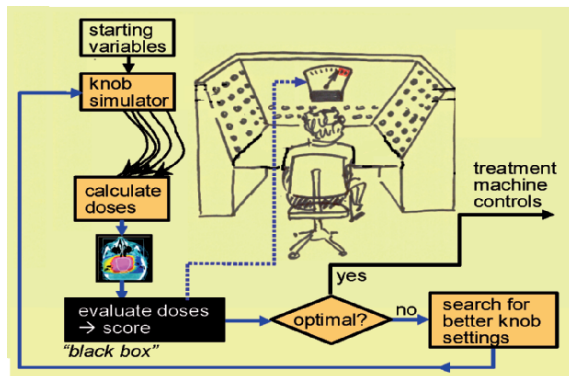 starting
variables
knob
simulator
calculate
doses
evaluate doses
→ score
"black box"
optimal?
yes
no
search for
better knob
settings
treatment
machine
controls